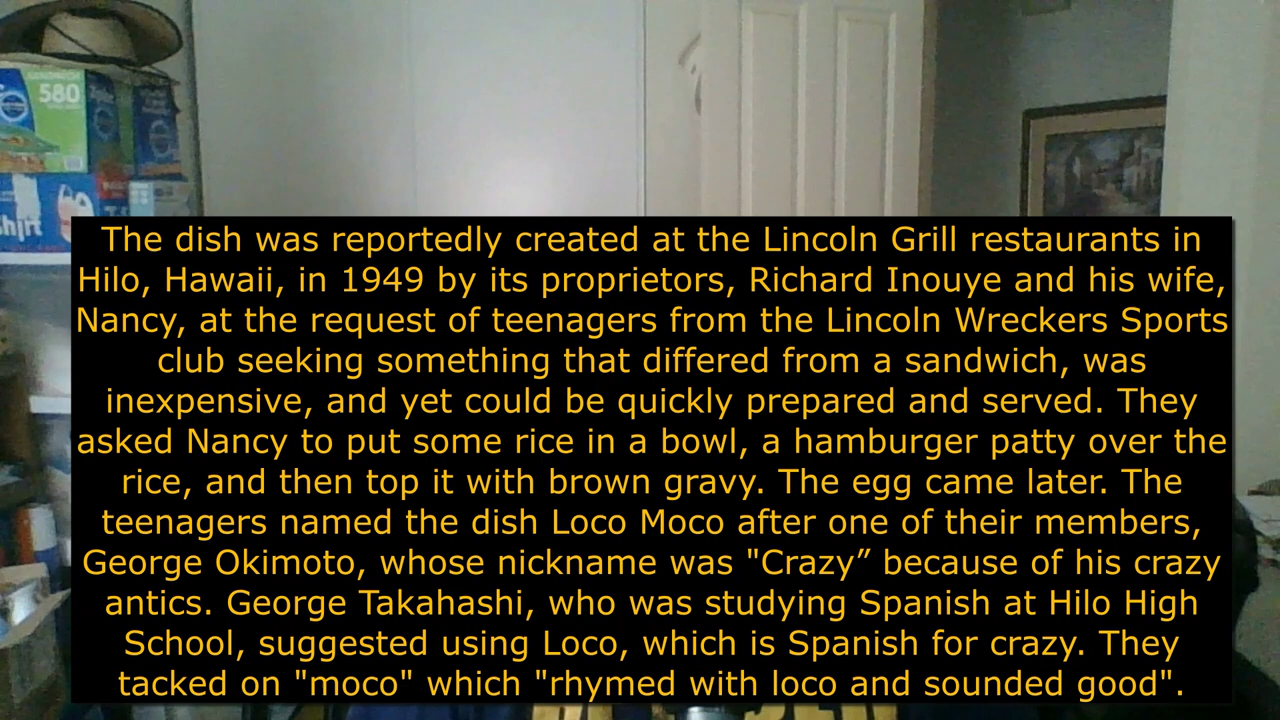 SANDWICH
580
The dish was reportedly created at the Lincoln Grill restaurants in
Hilo, Hawaii, in 1949 by its proprietors, Richard Inouye and his wife,
Nancy, at the request of teenagers from the Lincoln Wreckers Sports
club seeking something that differed from a sandwich, was
inexpensive, and yet could be quickly prepared and served. They
asked Nancy to put some rice in a bowl, a hamburger patty over the
rice, and then top it with brown gravy. The egg came later. The
teenagers named the dish Loco Moco after one of their members,
George Okimoto, whose nickname was "Crazy” because of his crazy
antics. George Takahashi, who was studying Spanish at Hilo High
School, suggested using Loco, which is Spanish for crazy. They
tacked on "moco" which "rhymed with loco and sounded good".